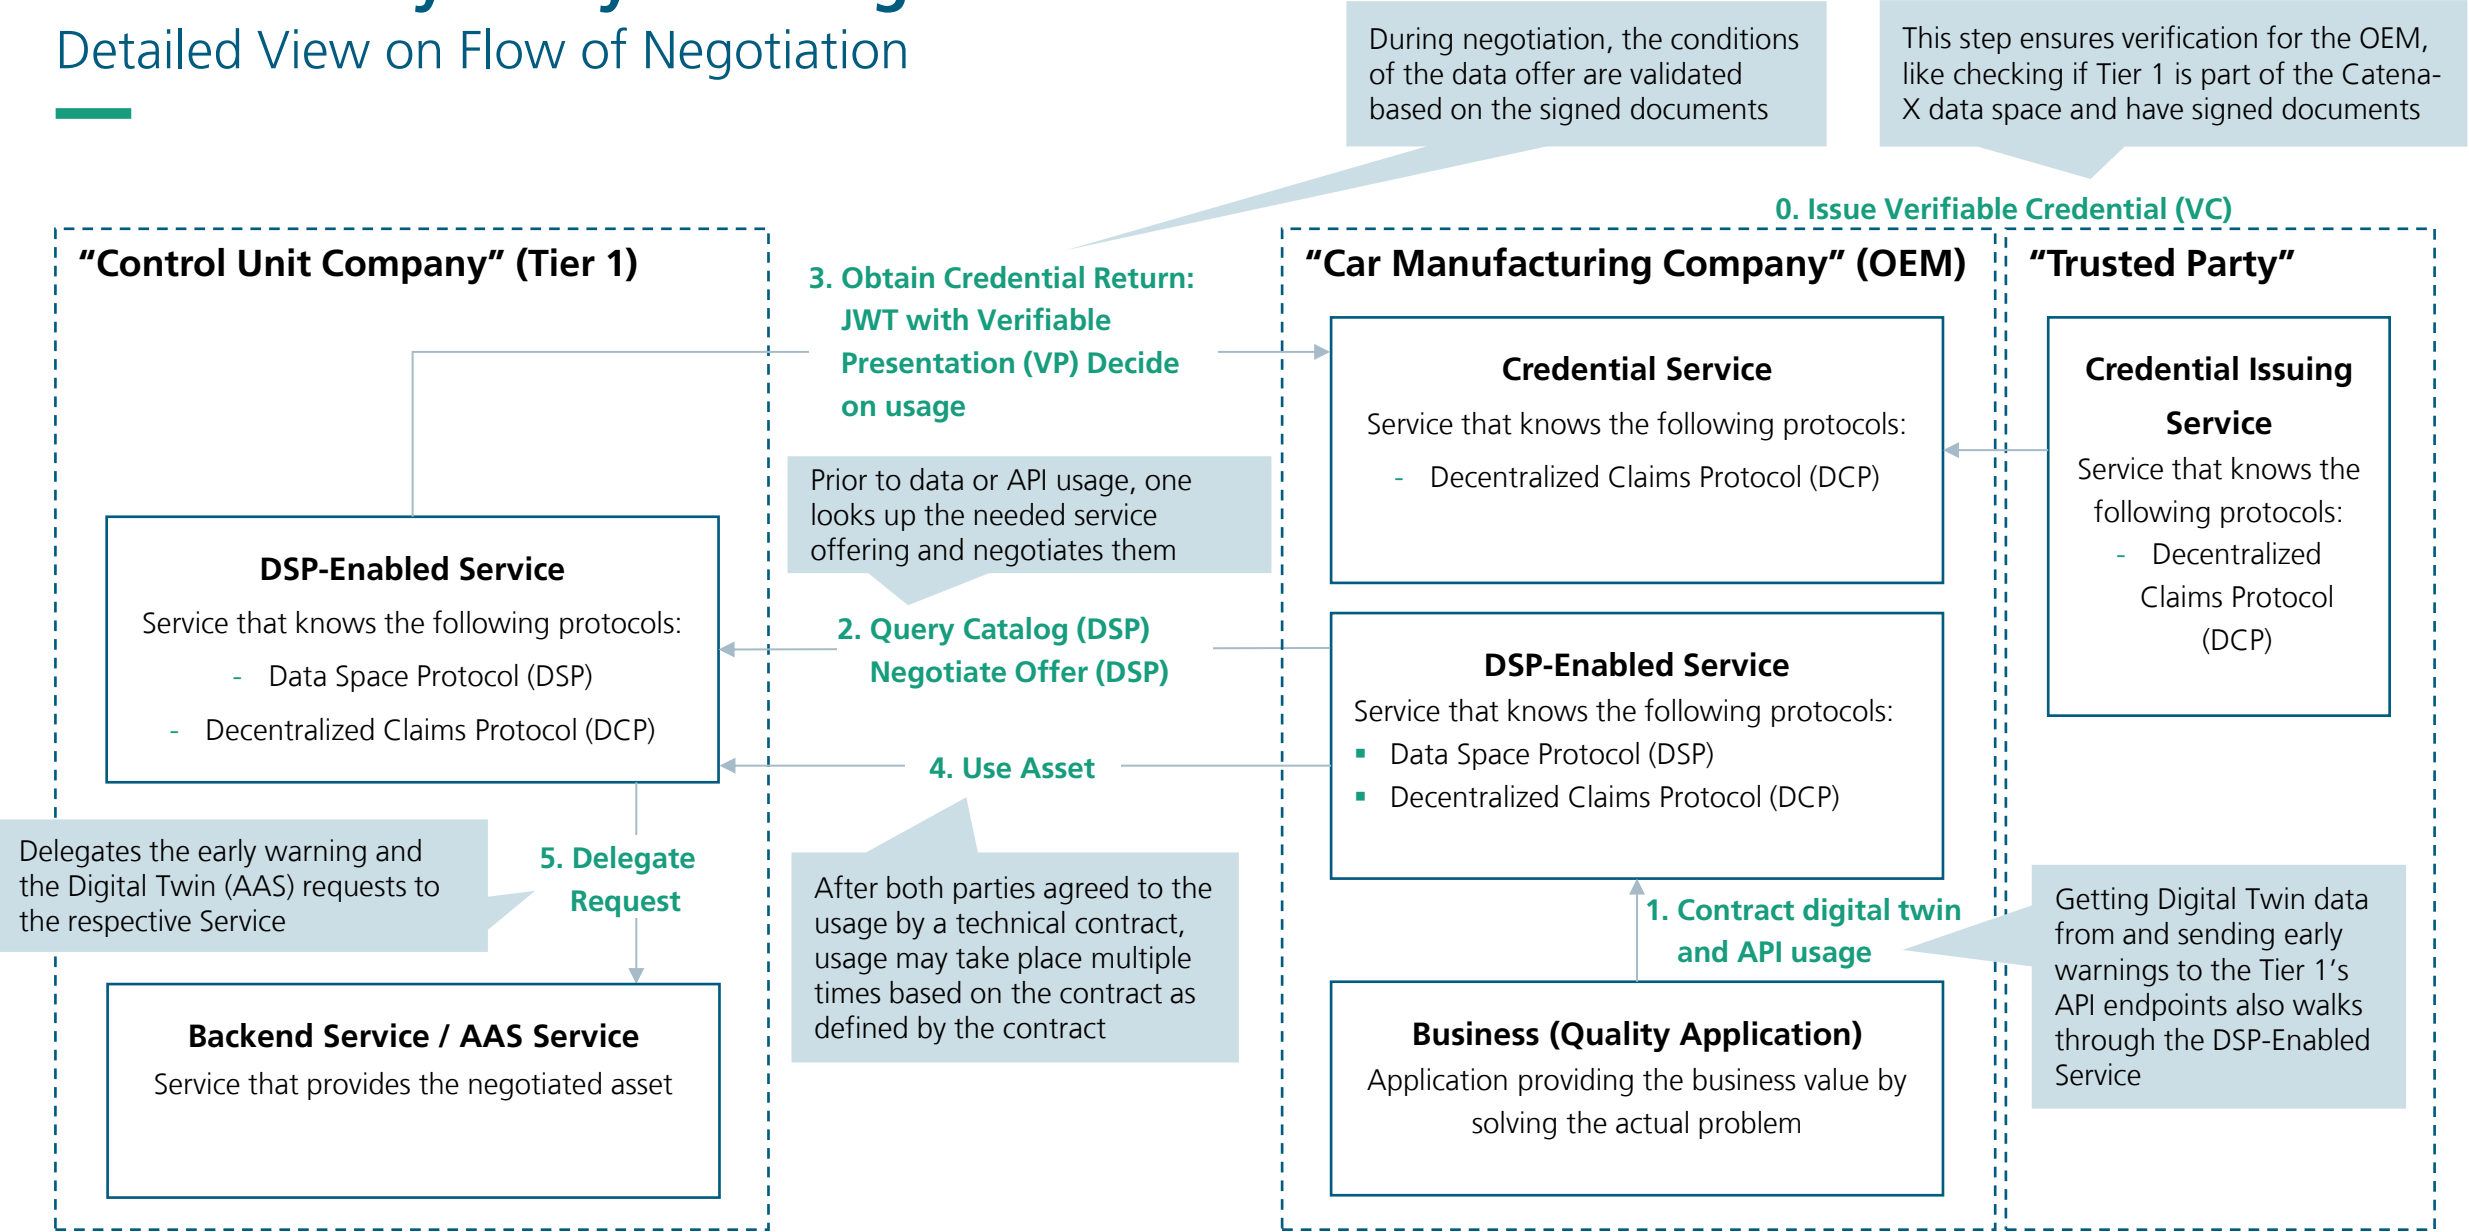 Detailed View on Flow of Negotiation
During negotiation, the conditions
of the data offer are validated
based on the signed documents
This step ensures verification for the OEM,
like checking if Tier 1 is part of the Catena-
X data space and have signed documents
0. Issue Verifiable Credential (VC)
"Control Unit Company" (Tier 1)
3. Obtain Credential Return:
JWT with Verifiable
Presentation (VP) Decide
on usage
"Car Manufacturing Company" (OEM)
"Trusted Party"
Credential Service
Service that knows the following protocols:
- Decentralized Claims Protocol (DCP)
Credential Issuing
Service
Service that knows the
following protocols:
- Decentralized
Claims Protocol
(DCP)
Prior to data or API usage, one
looks up the needed service
offering and negotiates them
DSP-Enabled Service
Service that knows the following protocols:
- Data Space Protocol (DSP)
- Decentralized Claims Protocol (DCP)
2. Query Catalog (DSP)
Negotiate Offer (DSP)
DSP-Enabled Service
Service that knows the following protocols:
▪ Data Space Protocol (DSP)
▪ Decentralized Claims Protocol (DCP)
4. Use Asset
Delegates the early warning and
the Digital Twin (AAS) requests to
the respective Service
5. Delegate
Request
After both parties agreed to the
usage by a technical contract,
usage may take place multiple
times based on the contract as
defined by the contract
1. Contract digital twin
and API usage
Getting Digital Twin data
from and sending early
warnings to the Tier 1's
API endpoints also walks
through the DSP-Enabled
Service
Backend Service / AAS Service
Service that provides the negotiated asset
Business (Quality Application)
Application providing the business value by
solving the actual problem